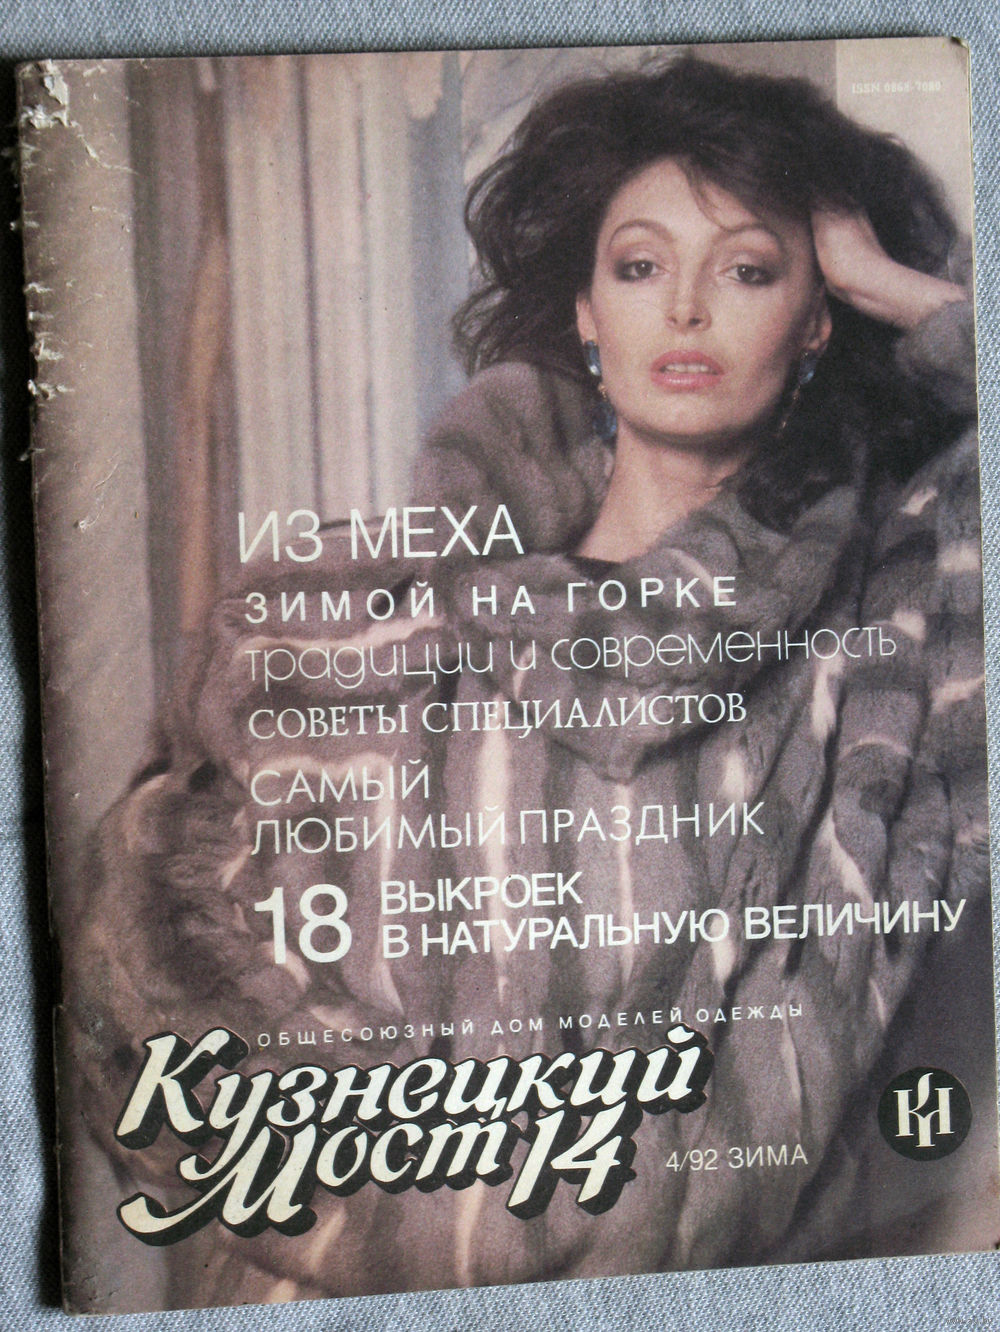 ISSN 0868-7080
ИЗ МЕХА
ЗИМОЙ НА ГОРКЕ
традиции и современность
СОВЕТЫ СПЕЦИАЛИСТОВ
САМЫЙ
ЛЮБИМЫЙ ПРАЗДНИК
18 ВЫКРОЕК
В НАТУРАЛЬНУЮ ВЕЛИЧИНУ
ОБЩЕСОЮЗНЫЙ ДОМ МОДЕЛЕЙ ОДЕЖДЫ
Кузнецкий
Мост 14
4/92 ЗИМА